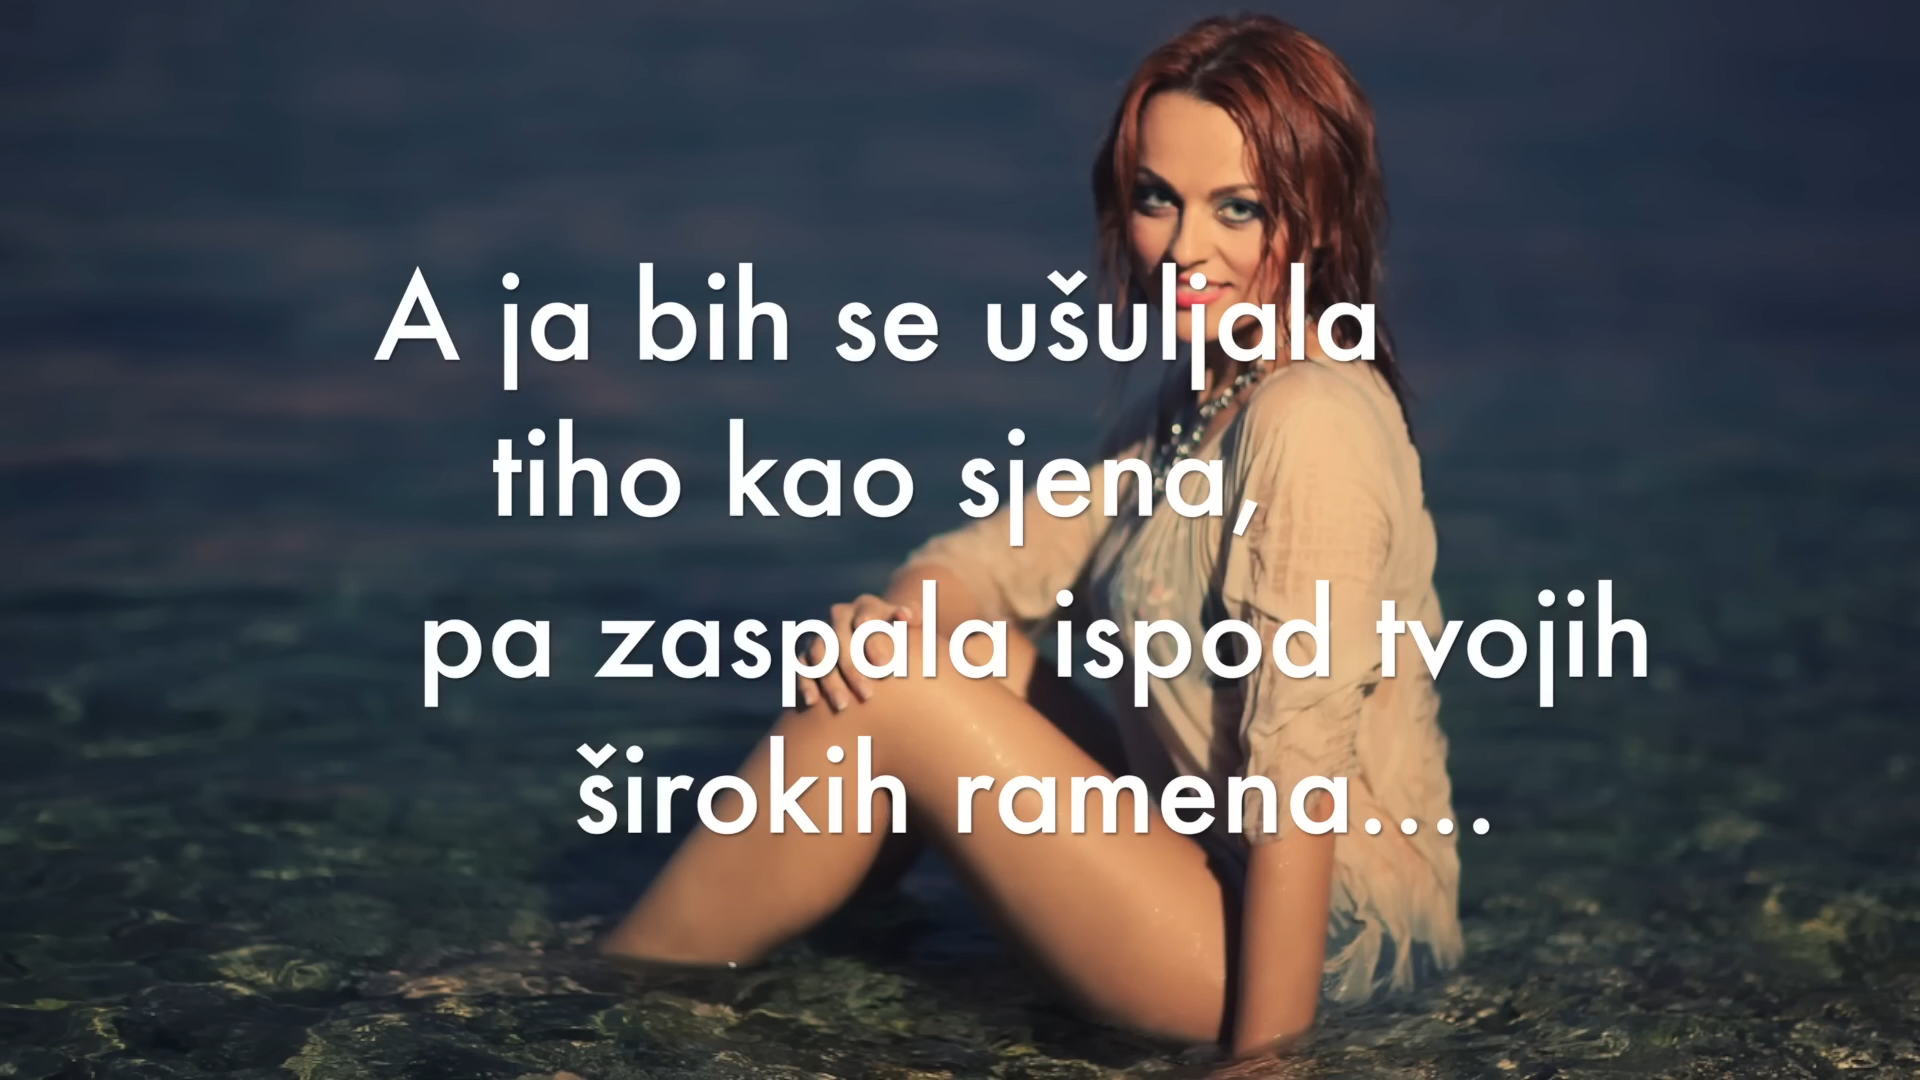 A ja bih se ušuljala
tiho kao sjena,
pa zaspala ispod tvojih
širokih ramena....